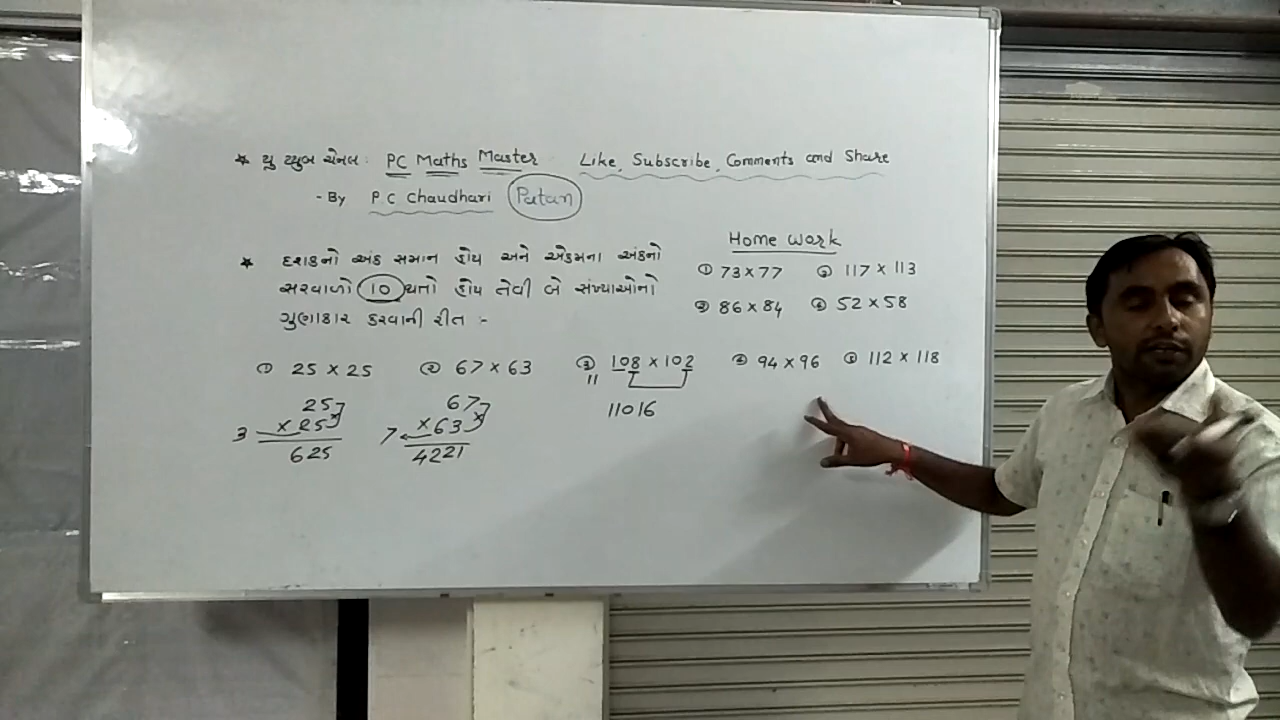 * યુ ટ્યુબ ચેનલ : PC Maths Master Like, Subscribe, Comments and Share
- By P C Chaudhari Patan
* દશકનો અંક સમાન હોય અને એકમના અંકનો
સરવાળો 10 થતો હોય તેવી બે સંખ્યાઓનો
ગુણાકાર કરવાની રીત :-
Home Work
① 73 × 77 ④ 117 × 113
② 86 × 84 ⑤ 52 × 58
③ 94 × 96 ⑥ 112 × 118
① 25 × 25 ② 67 × 63 ③ 108 × 102
11
25
3 × 25
625
67
7 × 63
4221
11016